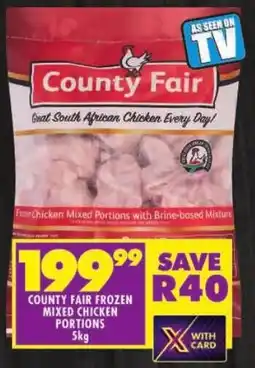 AS SEEN ON
TV
County Fair
Great South African Chicken Every Day!
Chicken Mixed Portions with Brine-based Mixture
199 99
SAVE
R40
COUNTY FAIR FROZEN
MIXED CHICKEN
PORTIONS
5kg
X WITH
CARD